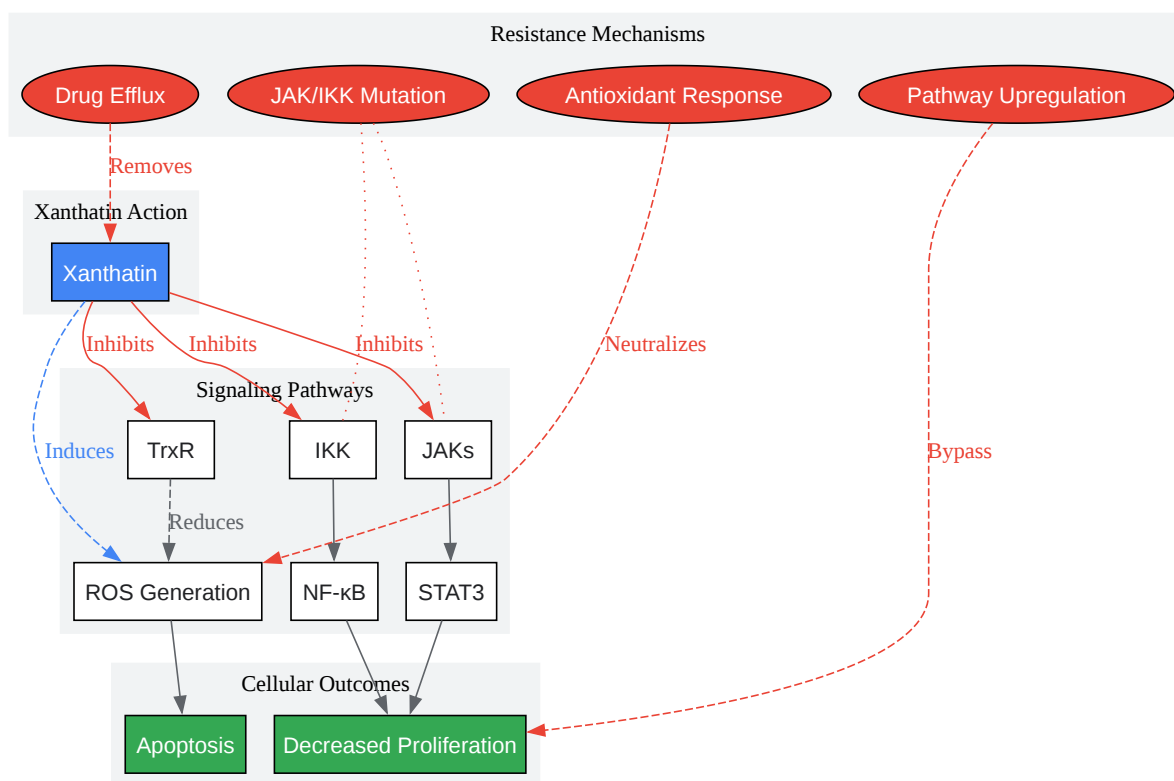 Resistance Mechanisms
Drug Efflux
JAK/IKK Mutation
Antioxidant Response
Pathway Upregulation
Removes
Xanthatin Action
Xanthatin
Inhibits
Inhibits
Inhibits
Neutralizes
Signaling Pathways
TrxR
IKK
JAKs
Induces
Bypass
Reduces
ROS Generation
NF-κB
STAT3
Cellular Outcomes
Apoptosis
Decreased Proliferation